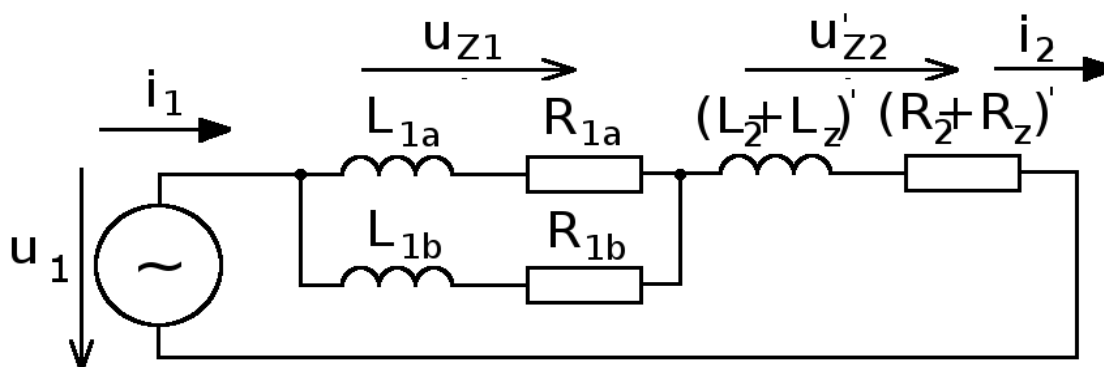 u_Z1
u'_Z2
i_2
i_1
L_1a
R_1a
(L_2+L_z)'
(R_2+R_z)'
L_1b
R_1b
u_1
~